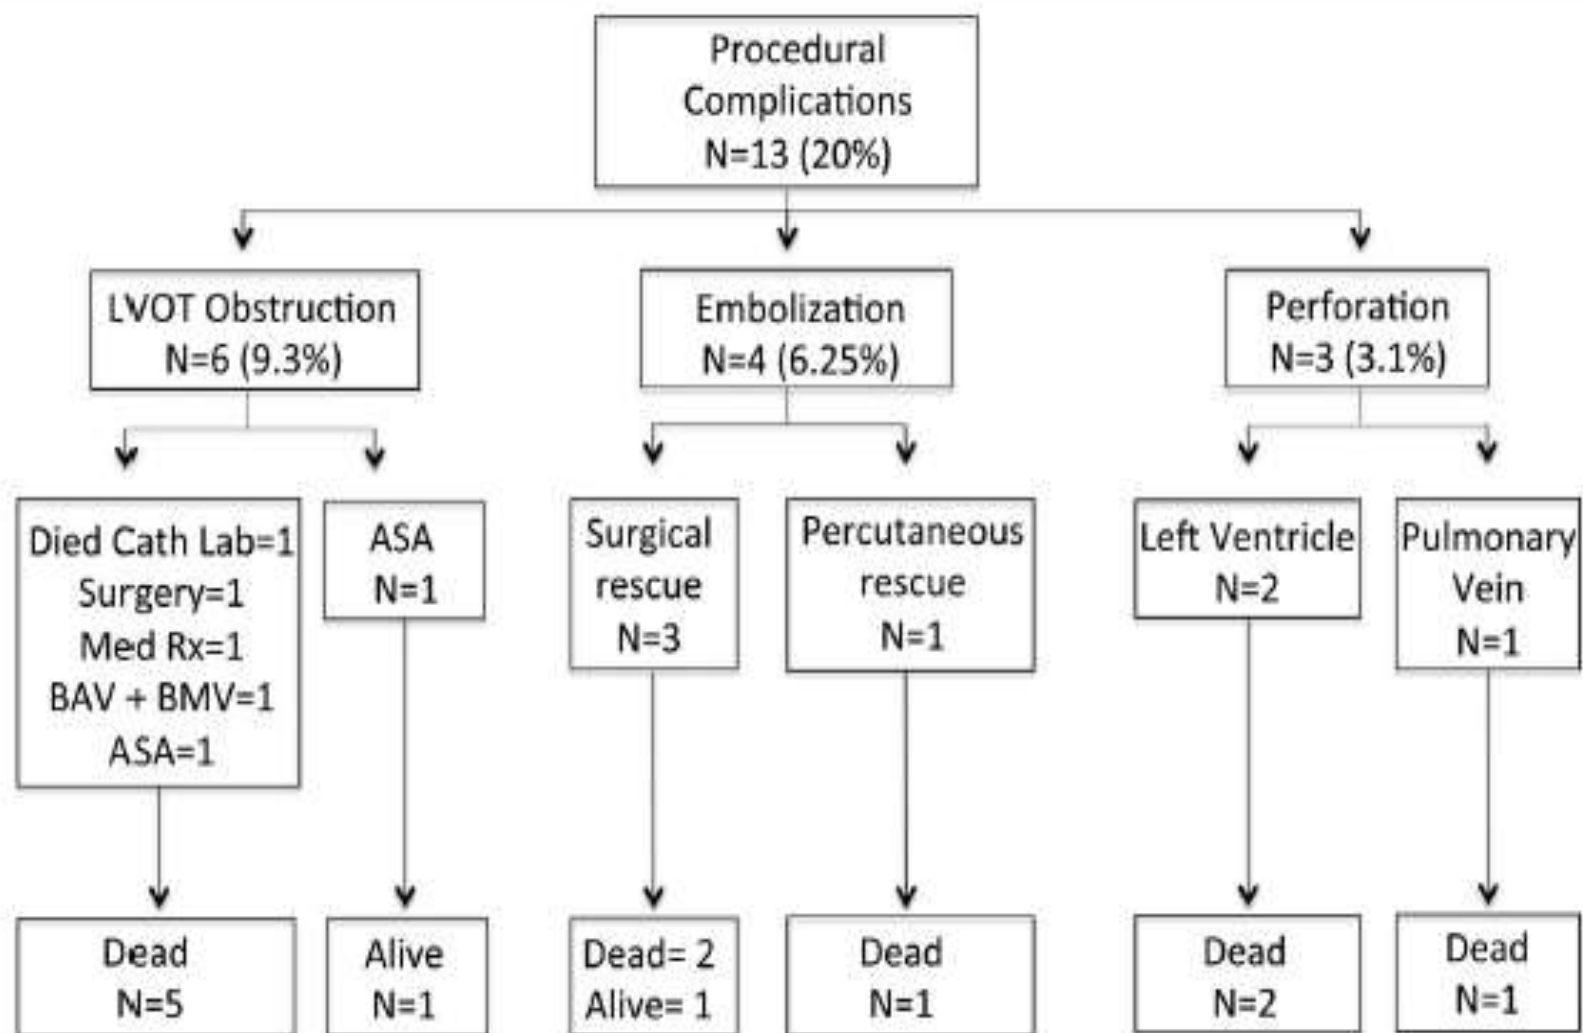 Procedural
Complications
N=13 (20%)
LVOT Obstruction
N=6 (9.3%)
Embolization
N=4 (6.25%)
Perforation
N=3 (3.1%)
Died Cath Lab=1
Surgery=1
Med Rx=1
BAV + BMV=1
ASA=1
ASA
N=1
Surgical
rescue
N=3
Percutaneous
rescue
N=1
Left Ventricle
N=2
Pulmonary
Vein
N=1
Dead
N=5
Alive
N=1
Dead= 2
Alive= 1
Dead
N=1
Dead
N=2
Dead
N=1